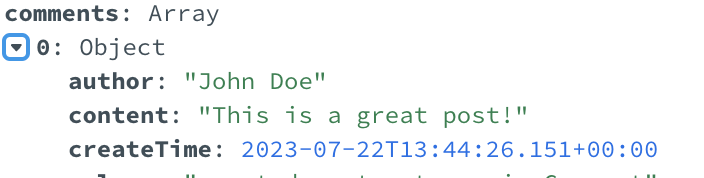 comments: Array
0: Object
author: "John Doe"
content: "This is a great post!"
createTime: 2023-07-22T13:44:26.151+00:00